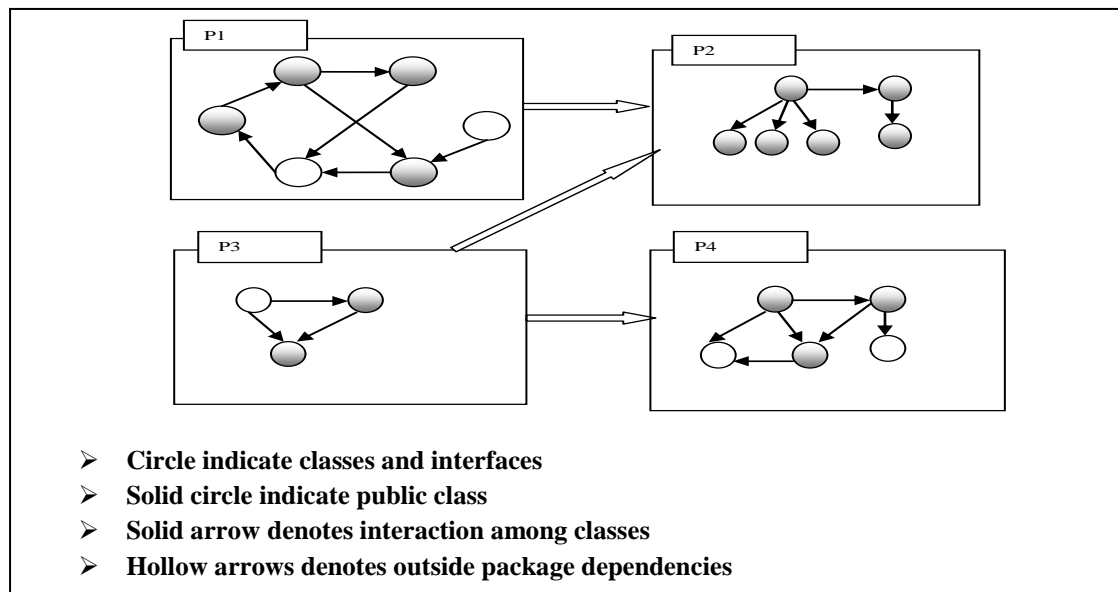 P1
P2
P3
P4
➢ Circle indicate classes and interfaces
➢ Solid circle indicate public class
➢ Solid arrow denotes interaction among classes
➢ Hollow arrows denotes outside package dependencies